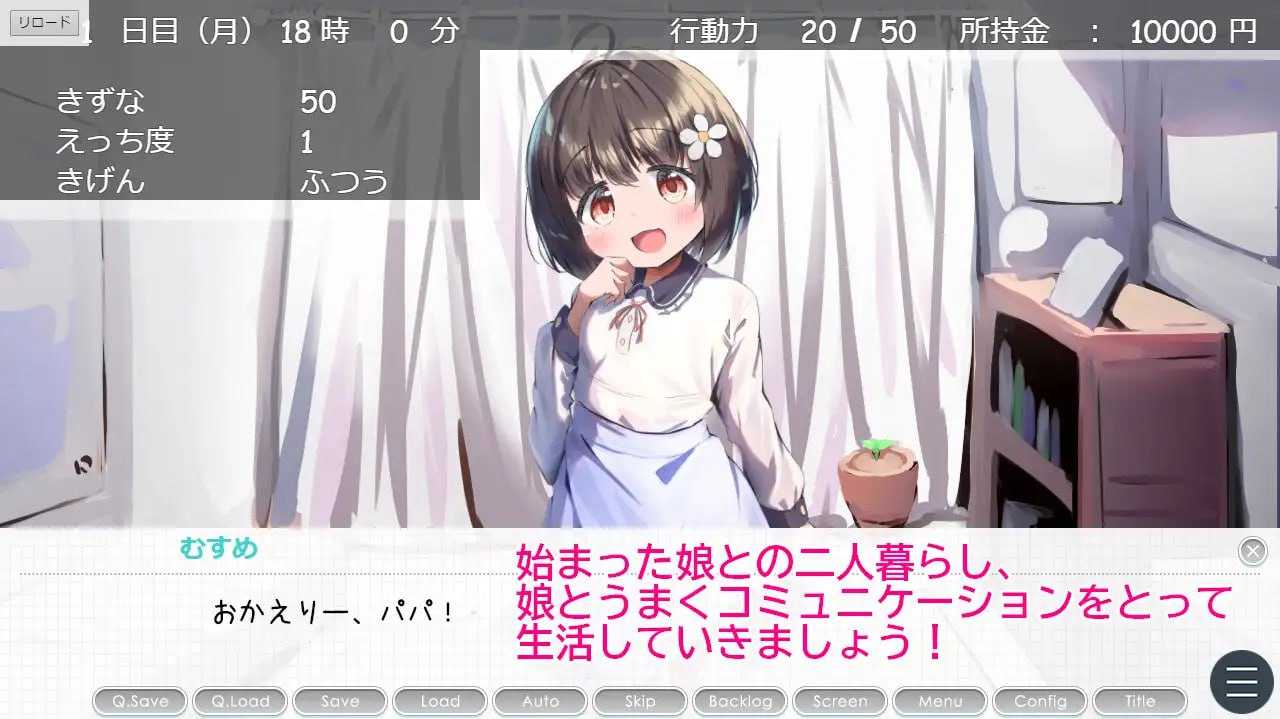 リロード
1 日目（月） 18 時 0 分 行動力 20 / 50 所持金 ： 10000 円
きずな 50
えっち度 1
きげん ふつう
むすめ
おかえりー、パパ！
始まった娘との二人暮らし、
娘とうまくコミュニケーションをとって
生活していきましょう！
Q.Save Q.Load Save Load Auto Skip Backlog Screen Menu Config Title